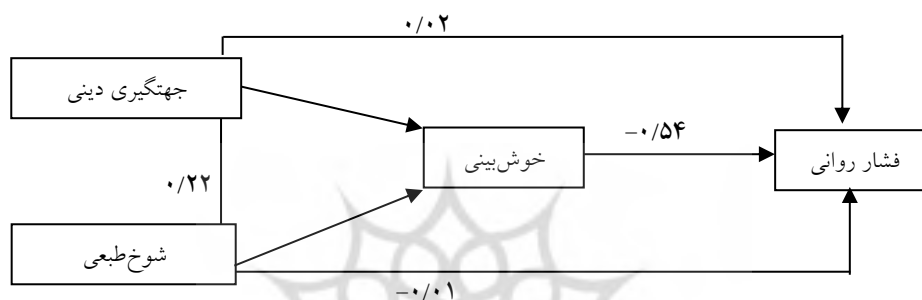 ۰/۰۲
جهتگیری دینی
خوش‌بینی
−۰/۵۴
فشار روانی
۰/۲۲
شوخ‌طبعی
−۰/۰۱